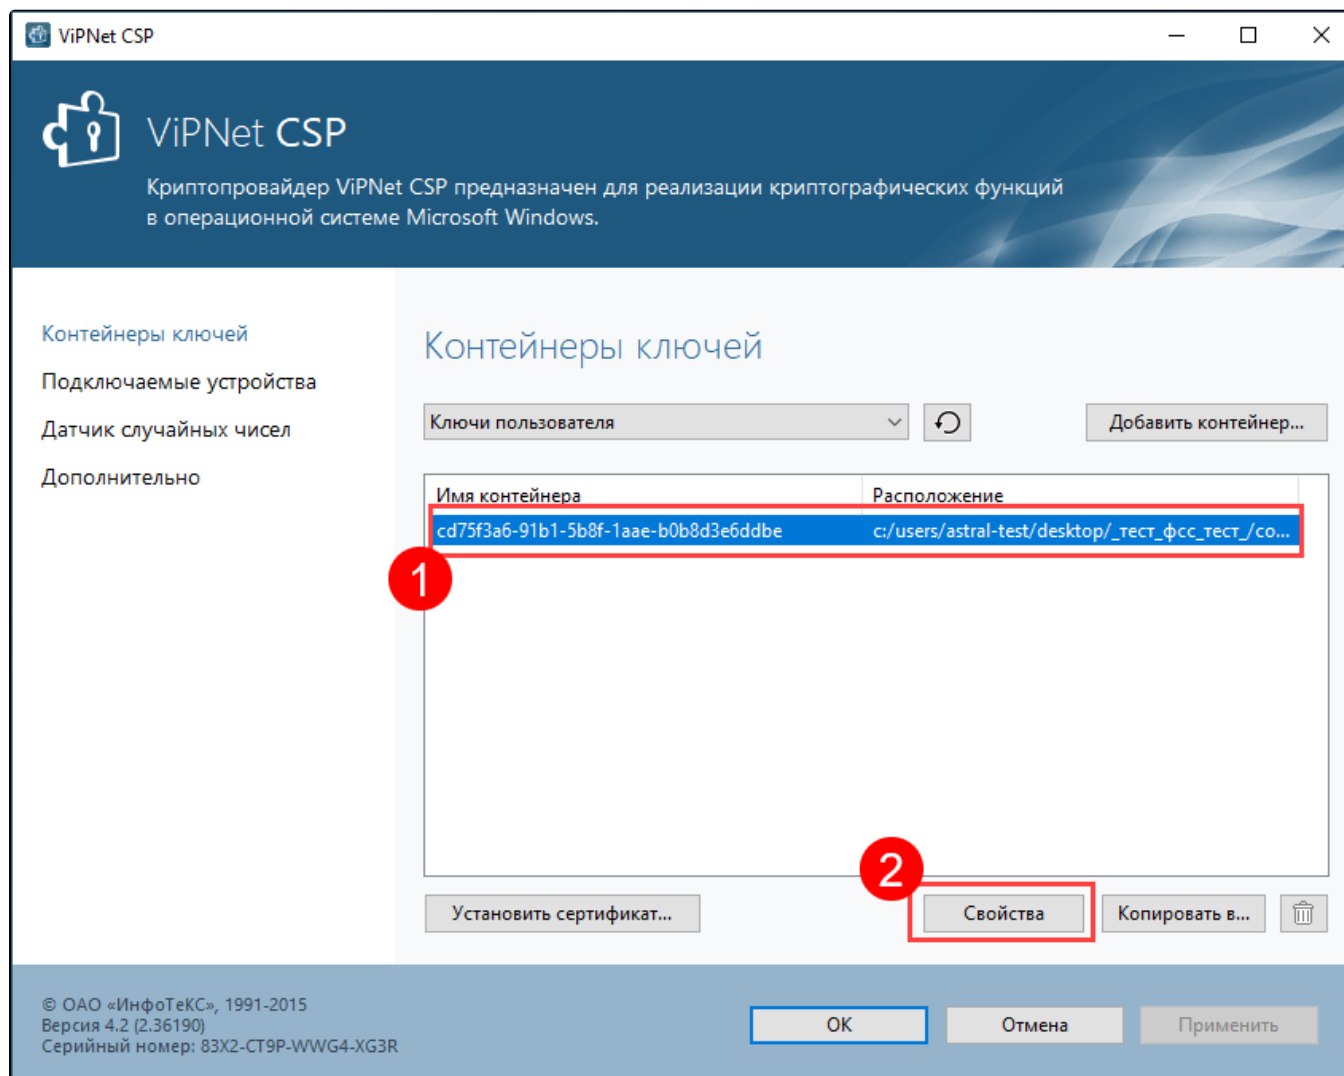 ViPNet CSP
ViPNet CSP
Криптопровайдер ViPNet CSP предназначен для реализации криптографических функций
в операционной системе Microsoft Windows.
Контейнеры ключей
Подключаемые устройства
Датчик случайных чисел
Дополнительно
Контейнеры ключей
Ключи пользователя
Добавить контейнер...
Имя контейнера Расположение
cd75f3a6-91b1-5b8f-1aae-b0b8d3e6ddbe c:/users/astral-test/desktop/_тест_фсс_тест_/со...
1
2
Установить сертификат... Свойства Копировать в...
© ОАО «ИнфоТеКС», 1991-2015
Версия 4.2 (2.36190)
Серийный номер: 83X2-CT9P-WWG4-XG3R
OK Отмена Применить